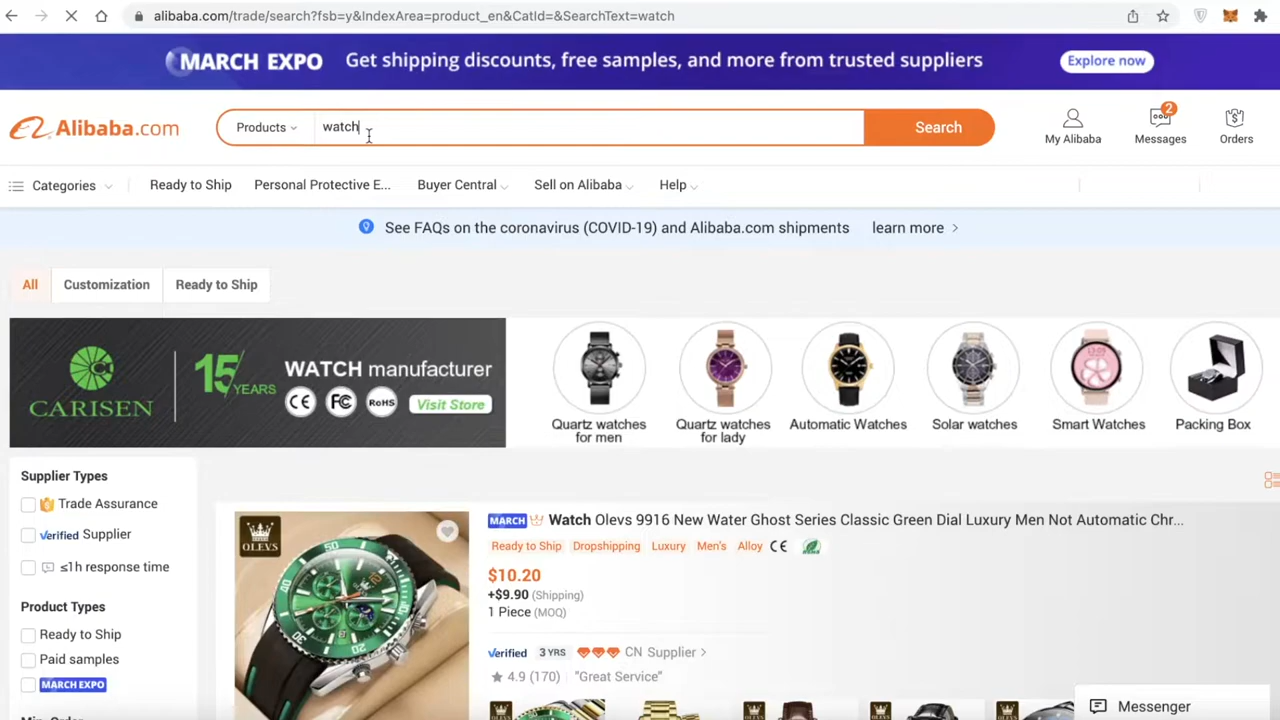 alibaba.com/trade/search?fsb=y&IndexArea=product_en&CatId=&SearchText=watch
MARCH EXPO Get shipping discounts, free samples, and more from trusted suppliers Explore now
Alibaba.com Products watch Search
2
My Alibaba Messages Orders
Categories Ready to Ship Personal Protective E... Buyer Central Sell on Alibaba Help
See FAQs on the coronavirus (COVID-19) and Alibaba.com shipments learn more >
All Customization Ready to Ship
CARISEN
15 YEARS
WATCH manufacturer
CE FC RoHS Visit Store
Quartz watches for men
Quartz watches for lady
Automatic Watches
Solar watches
Smart Watches
Packing Box
Supplier Types
Trade Assurance
Verified Supplier
≤1h response time
Product Types
Ready to Ship
Paid samples
MARCH EXPO
OLEVS
MARCH Watch Olevs 9916 New Water Ghost Series Classic Green Dial Luxury Men Not Automatic Chr...
Ready to Ship Dropshipping Luxury Men's Alloy CE
$10.20
+$9.90 (Shipping)
1 Piece (MOQ)
Verified 3 YRS CN Supplier >
4.9 (170) "Great Service"
OLEVS OLEVS OLEVS OLEVS OLEVS
Messenger